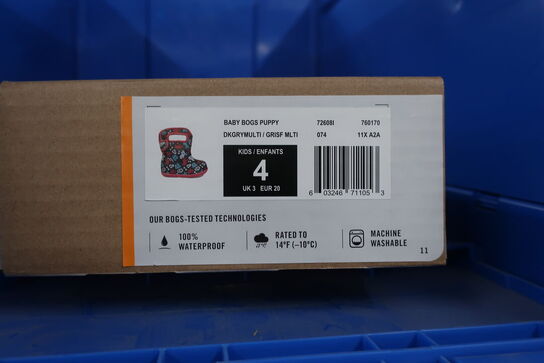 BABY BOGS PUPPY 72608I 760170
DKGRYMULTI / GRISF MLTI 074 11X A2A
KIDS / ENFANTS
4
UK 3 EUR 20
6 03246 71105 3
OUR BOGS-TESTED TECHNOLOGIES
100% WATERPROOF
RATED TO 14°F (–10°C)
MACHINE WASHABLE
11